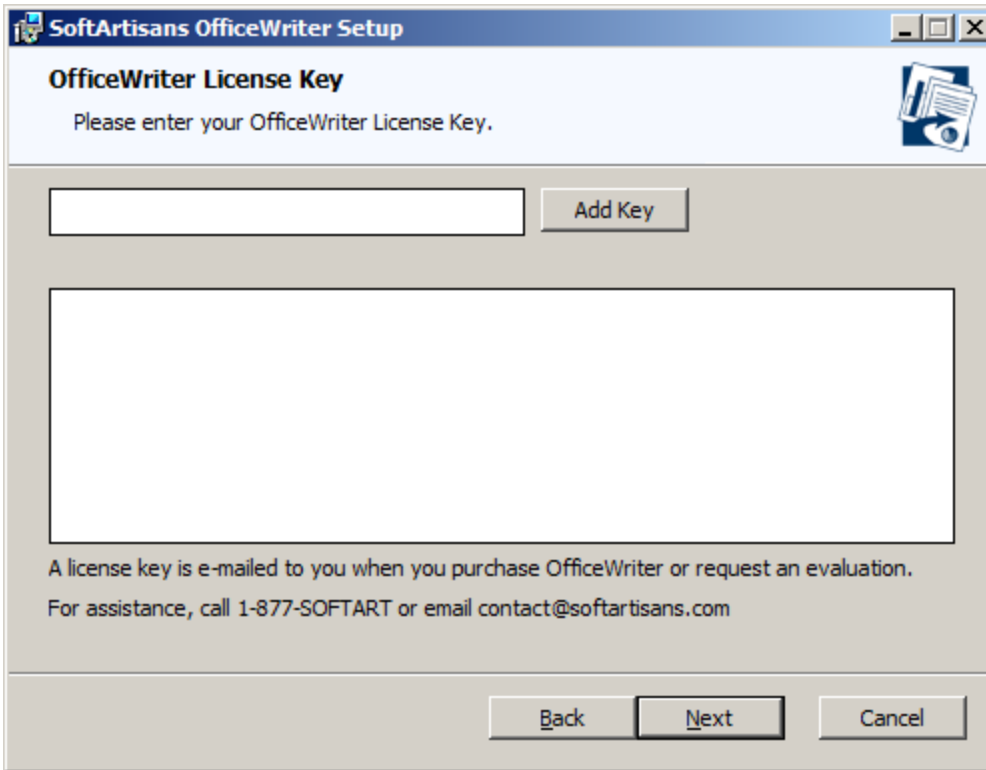 SoftArtisans OfficeWriter Setup
OfficeWriter License Key
Please enter your OfficeWriter License Key.
Add Key
A license key is e-mailed to you when you purchase OfficeWriter or request an evaluation.
For assistance, call 1-877-SOFTART or email contact@softartisans.com
Back Next Cancel